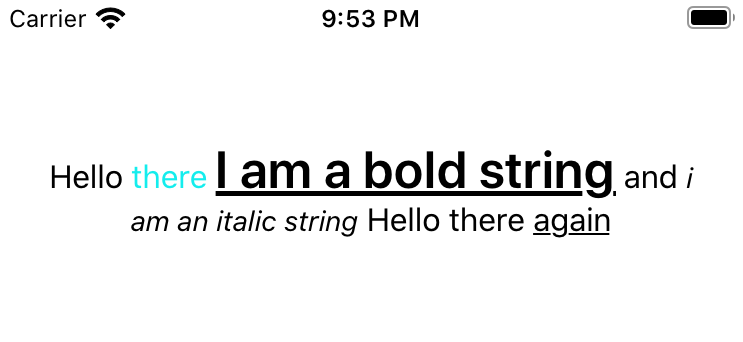 Carrier 9:53 PM
Hello there I am a bold string and i
am an italic string Hello there again